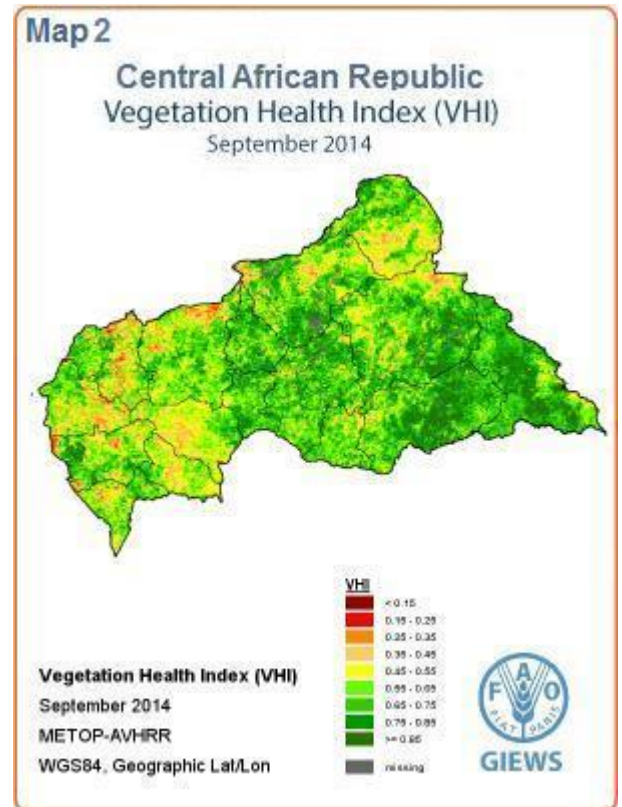 Map 2
Central African Republic
Vegetation Health Index (VHI)
September 2014
VHI
< 0.15
0.15 - 0.25
0.25 - 0.35
0.35 - 0.45
0.45 - 0.55
0.55 - 0.65
0.65 - 0.75
0.75 - 0.85
>= 0.85
missing
Vegetation Health Index (VHI)
September 2014
METOP-AVHRR
WGS84, Geographic Lat/Lon
F A O
FIAT PANIS
GIEWS